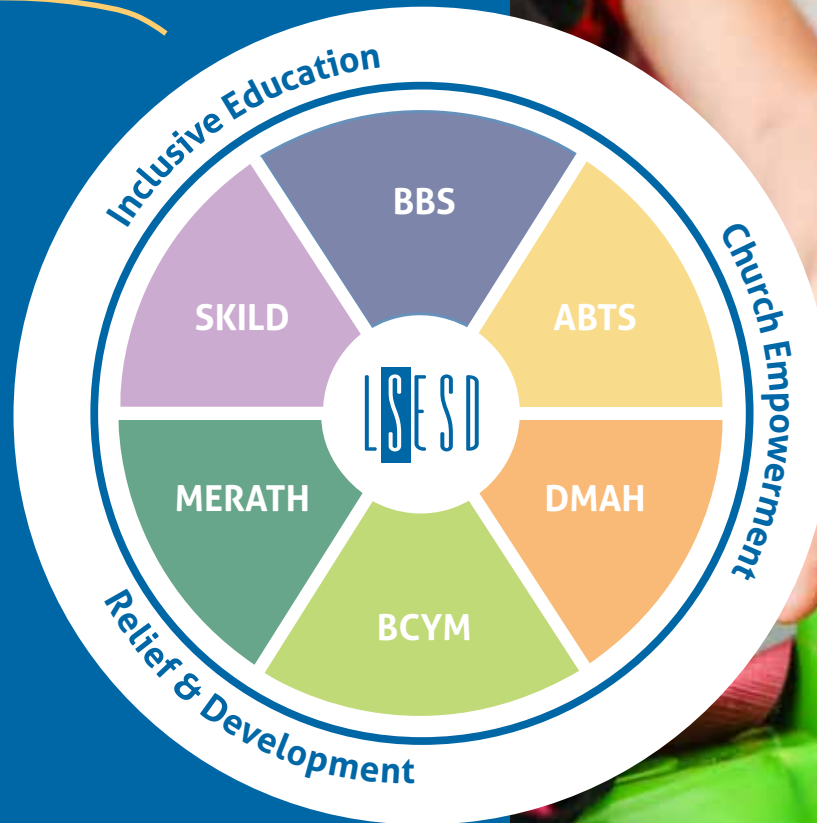 Inclusive Education
BBS
SKILD
ABTS
Church Empowerment
LSESD
MERATH
DMAH
BCYM
Relief & Development